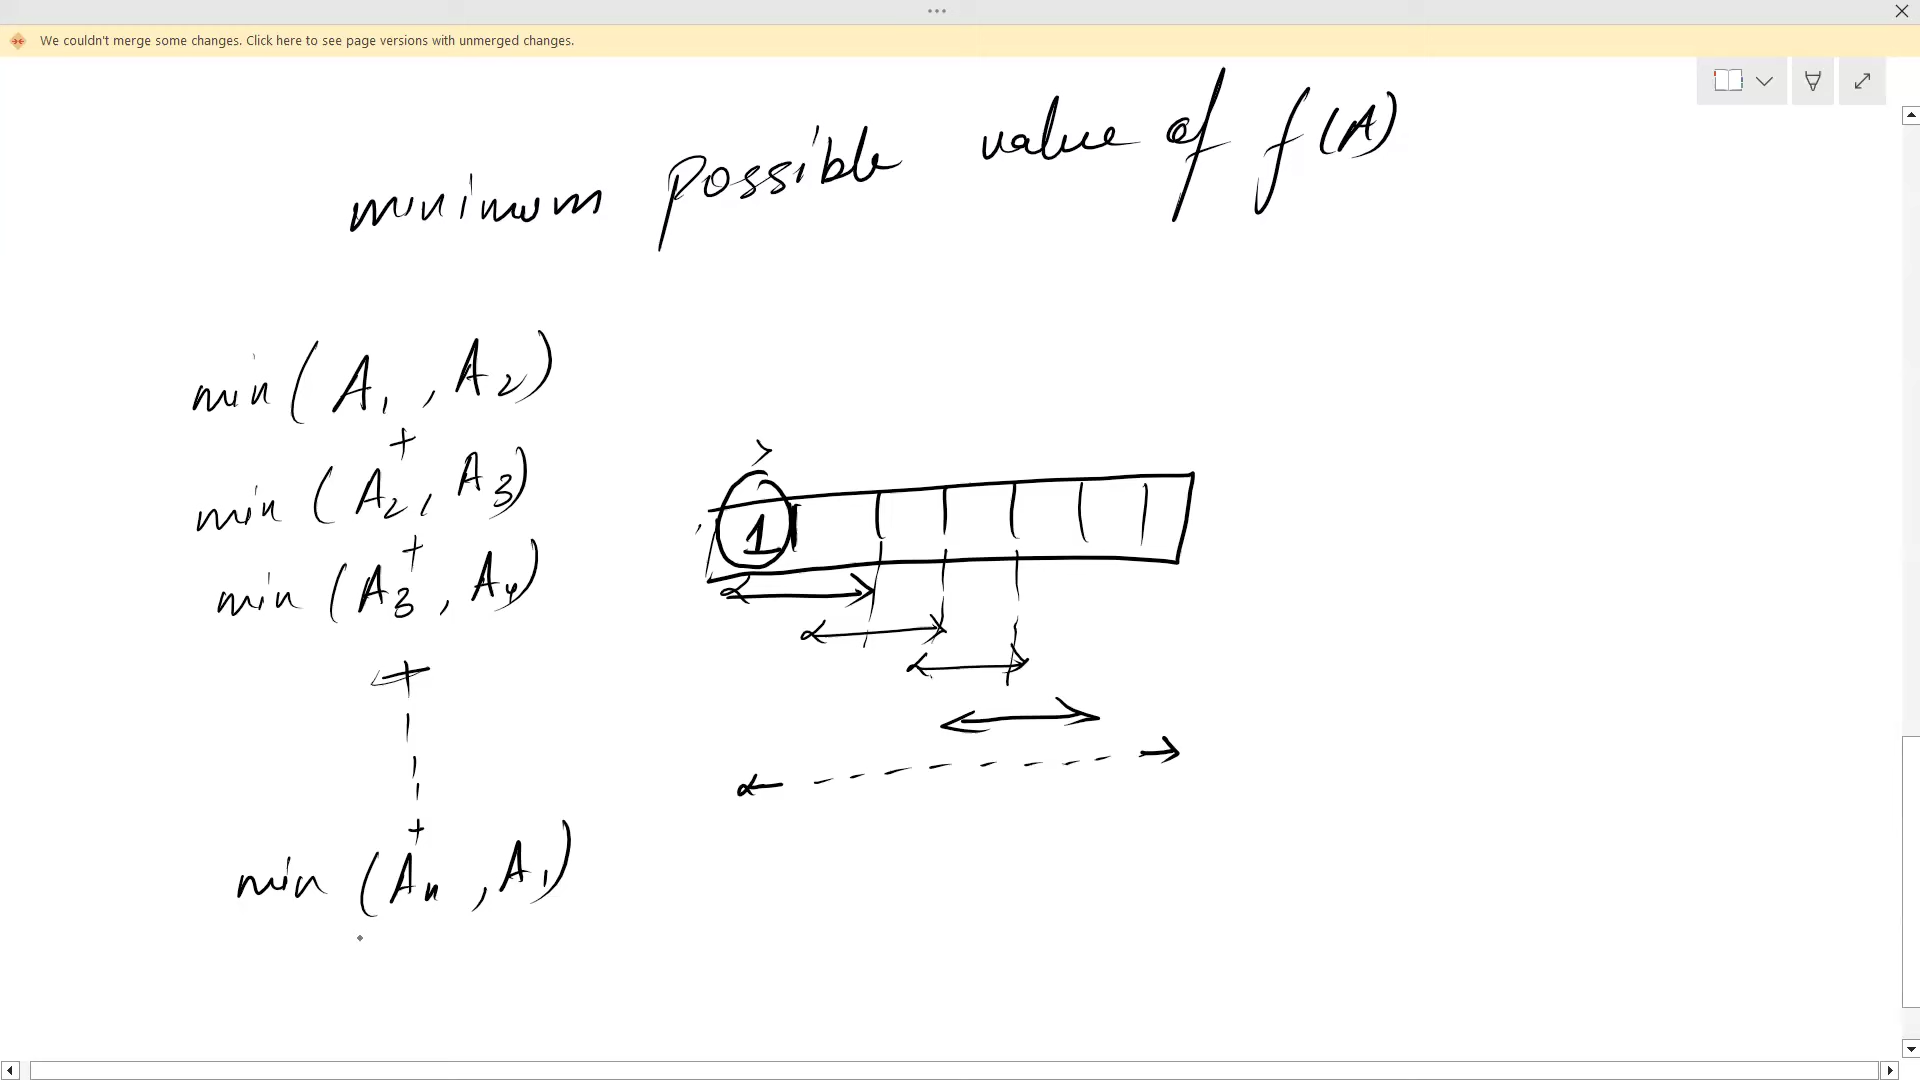 We couldn't merge some changes. Click here to see page versions with unmerged changes.
minimum possible value of f(A)
min ( A1 , A2 )
+
min ( A2 , A3 )
+
min ( A3 , A4 )
+
+
min ( An , A1 )
1